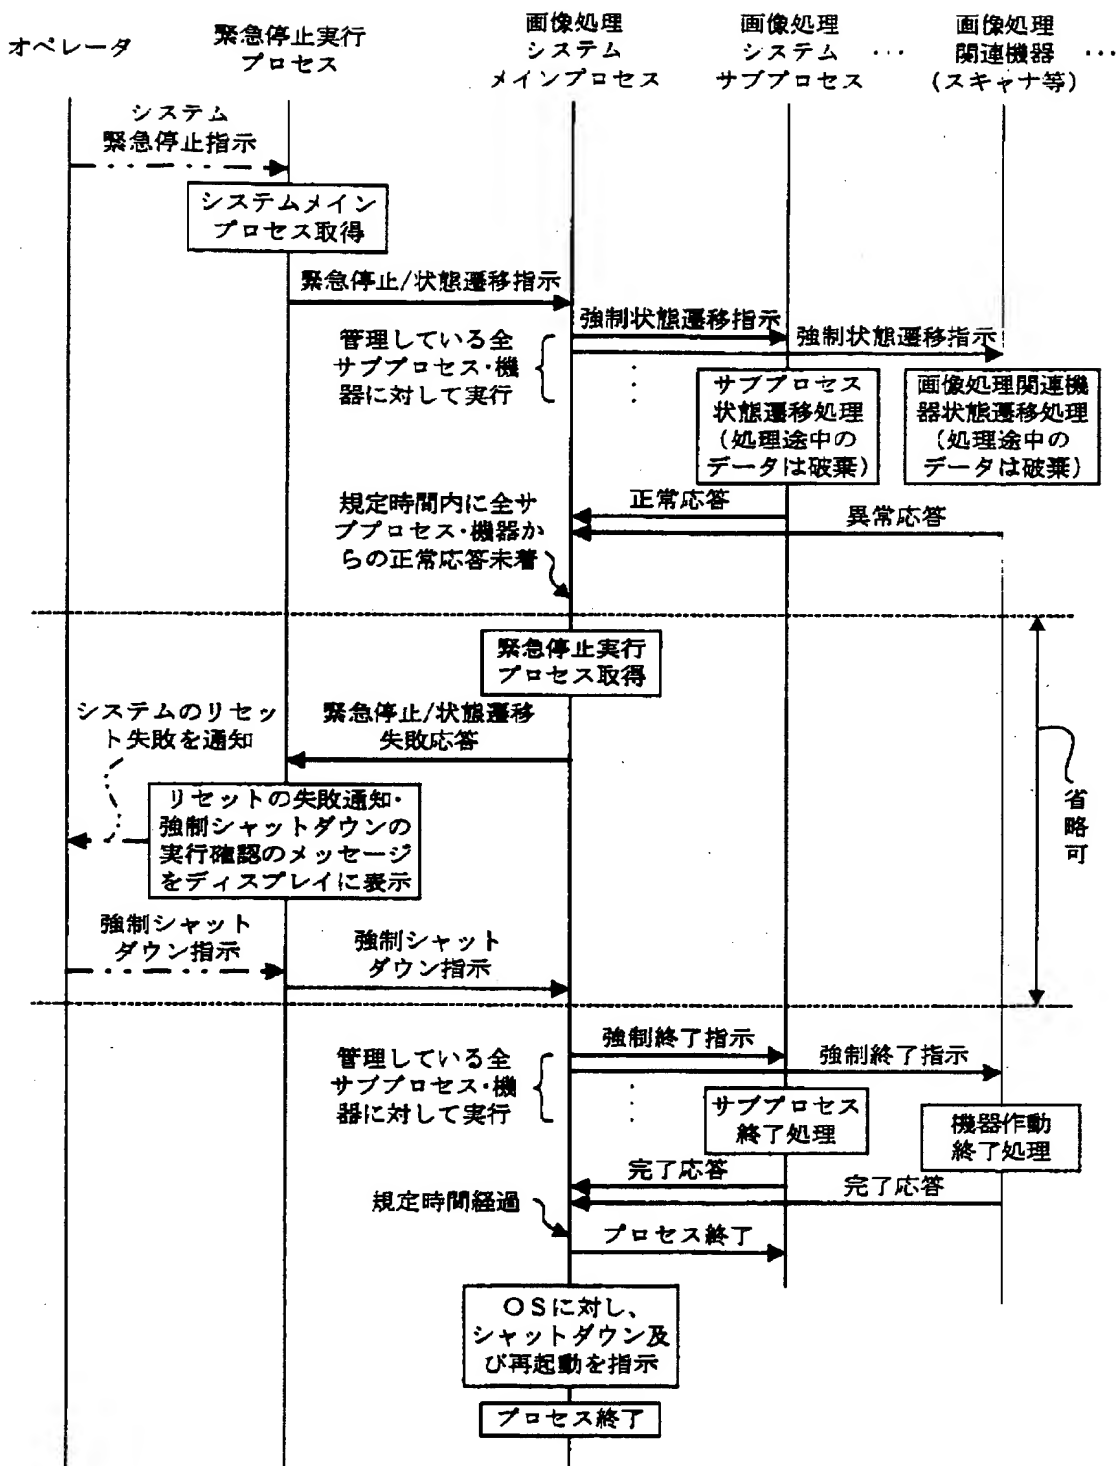 オペレータ
緊急停止実行
プロセス
画像処理
システム
メインプロセス
画像処理
システム
サブプロセス
…
画像処理
関連機器
(スキャナ等)
…
システム
緊急停止指示
システムメイン
プロセス取得
緊急停止/状態遷移指示
強制状態遷移指示
強制状態遷移指示
管理している全
サブプロセス・機
器に対して実行
サブプロセス
状態遷移処理
(処理途中の
データは破棄)
画像処理関連機
器状態遷移処理
(処理途中の
データは破棄)
正常応答
異常応答
規定時間内に全サ
ブプロセス・機器か
らの正常応答未着
緊急停止実行
プロセス取得
システムのリセッ
ト失敗を通知
緊急停止/状態遷移
失敗応答
リセットの失敗通知・
強制シャットダウンの
実行確認のメッセージ
をディスプレイに表示
省略可
強制シャット
ダウン指示
強制シャット
ダウン指示
強制終了指示
強制終了指示
管理している全
サブプロセス・機
器に対して実行
サブプロセス
終了処理
機器作動
終了処理
完了応答
完了応答
規定時間経過
プロセス終了
OSに対し、
シャットダウン及
び再起動を指示
プロセス終了